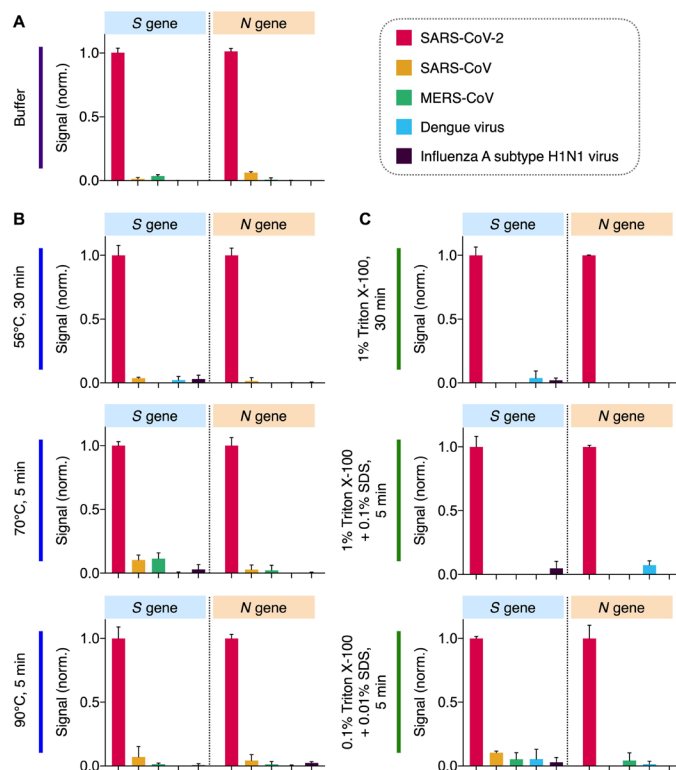 A
S gene
N gene
Buffer
Signal (norm.)
1.0
0.5
0.0
SARS-CoV-2
SARS-CoV
MERS-CoV
Dengue virus
Influenza A subtype H1N1 virus
B
S gene
N gene
56°C, 30 min
Signal (norm.)
1.0
0.5
0.0
C
S gene
N gene
1% Triton X-100,
30 min
Signal (norm.)
1.0
0.5
0.0
S gene
N gene
70°C, 5 min
Signal (norm.)
1.0
0.5
0.0
S gene
N gene
1% Triton X-100
+ 0.1% SDS,
5 min
Signal (norm.)
1.0
0.5
0.0
S gene
N gene
90°C, 5 min
Signal (norm.)
1.0
0.5
0.0
S gene
N gene
0.1% Triton X-100
+ 0.01% SDS,
5 min
Signal (norm.)
1.0
0.5
0.0